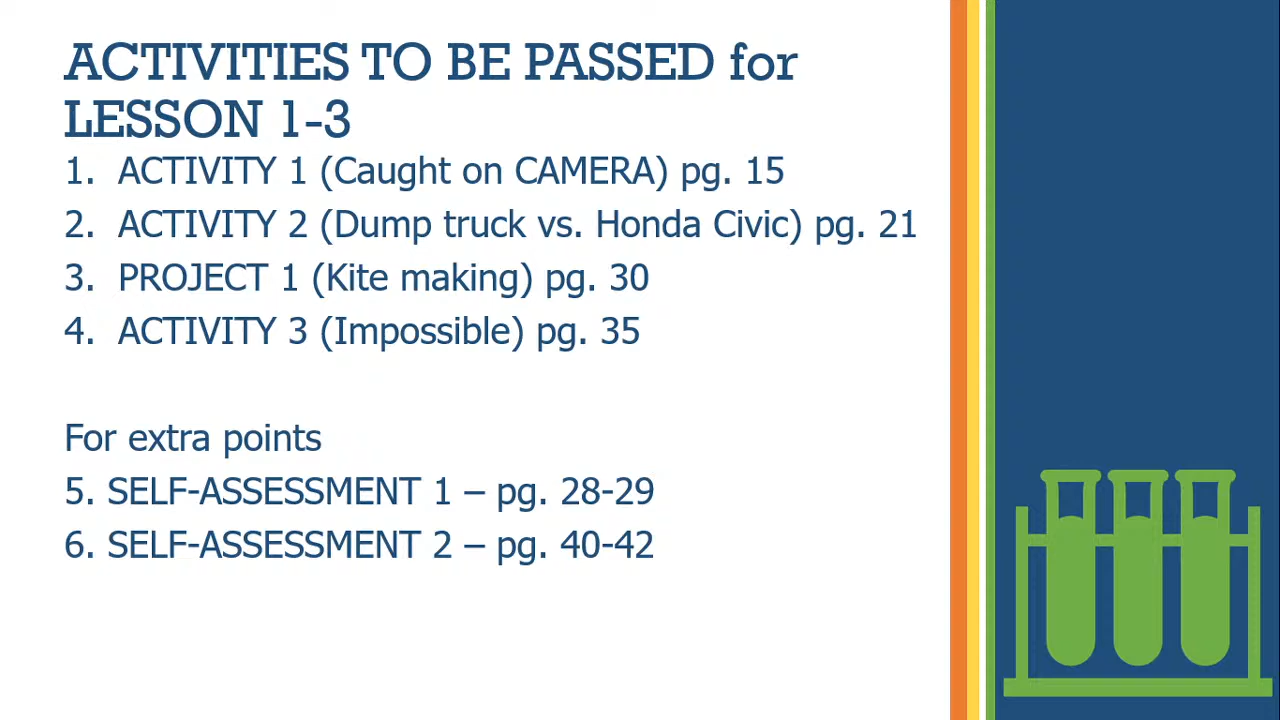 ACTIVITIES TO BE PASSED for
LESSON 1-3
1. ACTIVITY 1 (Caught on CAMERA) pg. 15
2. ACTIVITY 2 (Dump truck vs. Honda Civic) pg. 21
3. PROJECT 1 (Kite making) pg. 30
4. ACTIVITY 3 (Impossible) pg. 35
For extra points
5. SELF-ASSESSMENT 1 – pg. 28-29
6. SELF-ASSESSMENT 2 – pg. 40-42